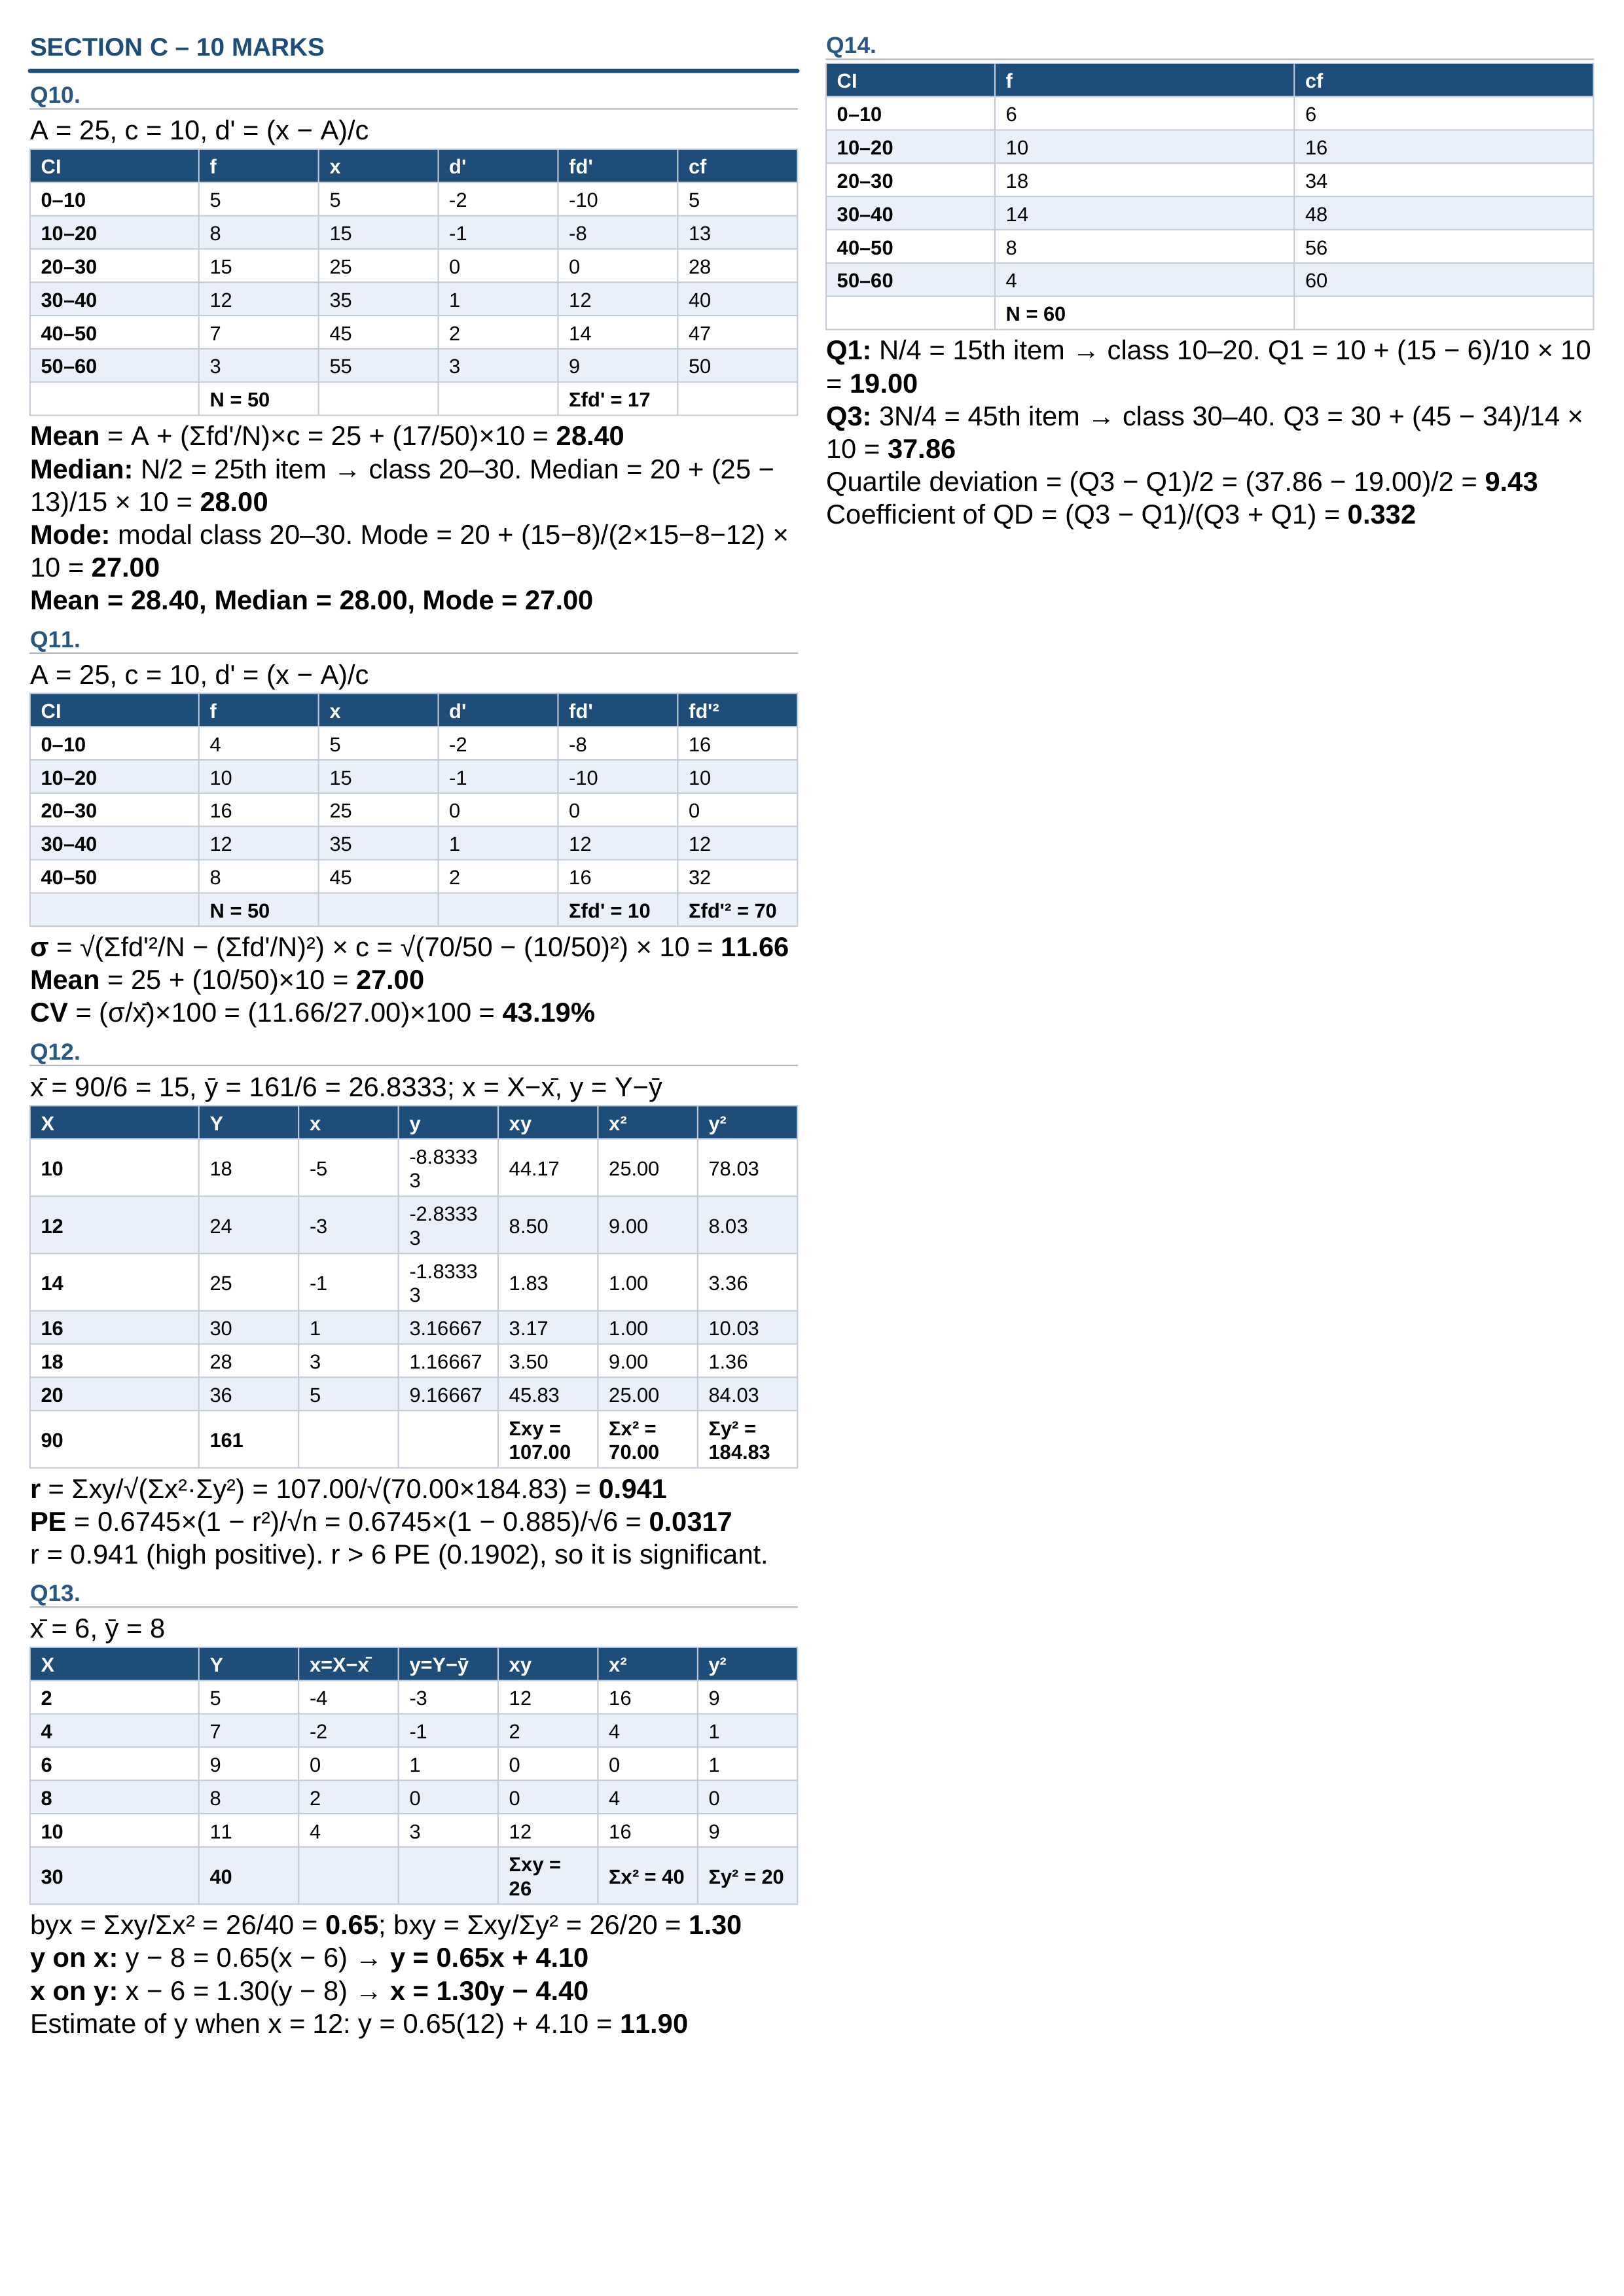 SECTION C – 10 MARKS
Q10.
A = 25, c = 10, d' = (x − A)/c
CI f x d' fd' cf
0–10 5 5 -2 -10 5
10–20 8 15 -1 -8 13
20–30 15 25 0 0 28
30–40 12 35 1 12 40
40–50 7 45 2 14 47
50–60 3 55 3 9 50
N = 50 Σfd' = 17
Mean = A + (Σfd'/N)×c = 25 + (17/50)×10 = 28.40
Median: N/2 = 25th item → class 20–30. Median = 20 + (25 −
13)/15 × 10 = 28.00
Mode: modal class 20–30. Mode = 20 + (15−8)/(2×15−8−12) ×
10 = 27.00
Mean = 28.40, Median = 28.00, Mode = 27.00
Q11.
A = 25, c = 10, d' = (x − A)/c
CI f x d' fd' fd'²
0–10 4 5 -2 -8 16
10–20 10 15 -1 -10 10
20–30 16 25 0 0 0
30–40 12 35 1 12 12
40–50 8 45 2 16 32
N = 50 Σfd' = 10 Σfd'² = 70
σ = √(Σfd'²/N − (Σfd'/N)²) × c = √(70/50 − (10/50)²) × 10 = 11.66
Mean = 25 + (10/50)×10 = 27.00
CV = (σ/x̄)×100 = (11.66/27.00)×100 = 43.19%
Q12.
x̄ = 90/6 = 15, ȳ = 161/6 = 26.8333; x = X−x̄, y = Y−ȳ
X Y x y xy x² y²
10 18 -5 -8.8333
3 44.17 25.00 78.03
12 24 -3 -2.8333
3 8.50 9.00 8.03
14 25 -1 -1.8333
3 1.83 1.00 3.36
16 30 1 3.16667 3.17 1.00 10.03
18 28 3 1.16667 3.50 9.00 1.36
20 36 5 9.16667 45.83 25.00 84.03
90 161 Σxy =
107.00 Σx² =
70.00 Σy² =
184.83
r = Σxy/√(Σx²·Σy²) = 107.00/√(70.00×184.83) = 0.941
PE = 0.6745×(1 − r²)/√n = 0.6745×(1 − 0.885)/√6 = 0.0317
r = 0.941 (high positive). r > 6 PE (0.1902), so it is significant.
Q13.
x̄ = 6, ȳ = 8
X Y x=X−x̄ y=Y−ȳ xy x² y²
2 5 -4 -3 12 16 9
4 7 -2 -1 2 4 1
6 9 0 1 0 0 1
8 8 2 0 0 4 0
10 11 4 3 12 16 9
30 40 Σxy =
26 Σx² = 40 Σy² = 20
byx = Σxy/Σx² = 26/40 = 0.65; bxy = Σxy/Σy² = 26/20 = 1.30
y on x: y − 8 = 0.65(x − 6) → y = 0.65x + 4.10
x on y: x − 6 = 1.30(y − 8) → x = 1.30y − 4.40
Estimate of y when x = 12: y = 0.65(12) + 4.10 = 11.90
Q14.
CI f cf
0–10 6 6
10–20 10 16
20–30 18 34
30–40 14 48
40–50 8 56
50–60 4 60
N = 60
Q1: N/4 = 15th item → class 10–20. Q1 = 10 + (15 − 6)/10 × 10
= 19.00
Q3: 3N/4 = 45th item → class 30–40. Q3 = 30 + (45 − 34)/14 ×
10 = 37.86
Quartile deviation = (Q3 − Q1)/2 = (37.86 − 19.00)/2 = 9.43
Coefficient of QD = (Q3 − Q1)/(Q3 + Q1) = 0.332